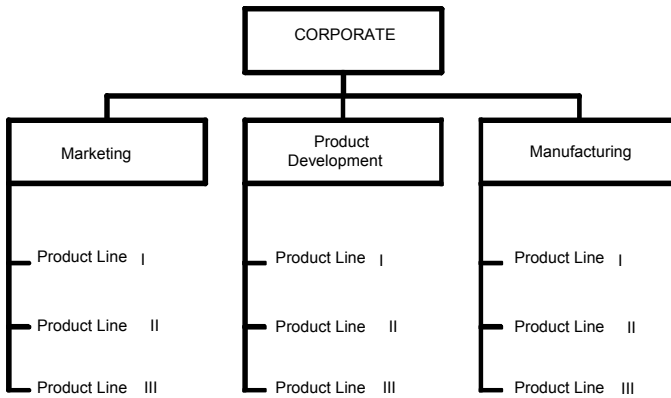 CORPORATE
Marketing
Product
Development
Manufacturing
Product Line I
Product Line I
Product Line I
Product Line II
Product Line II
Product Line II
Product Line III
Product Line III
Product Line III